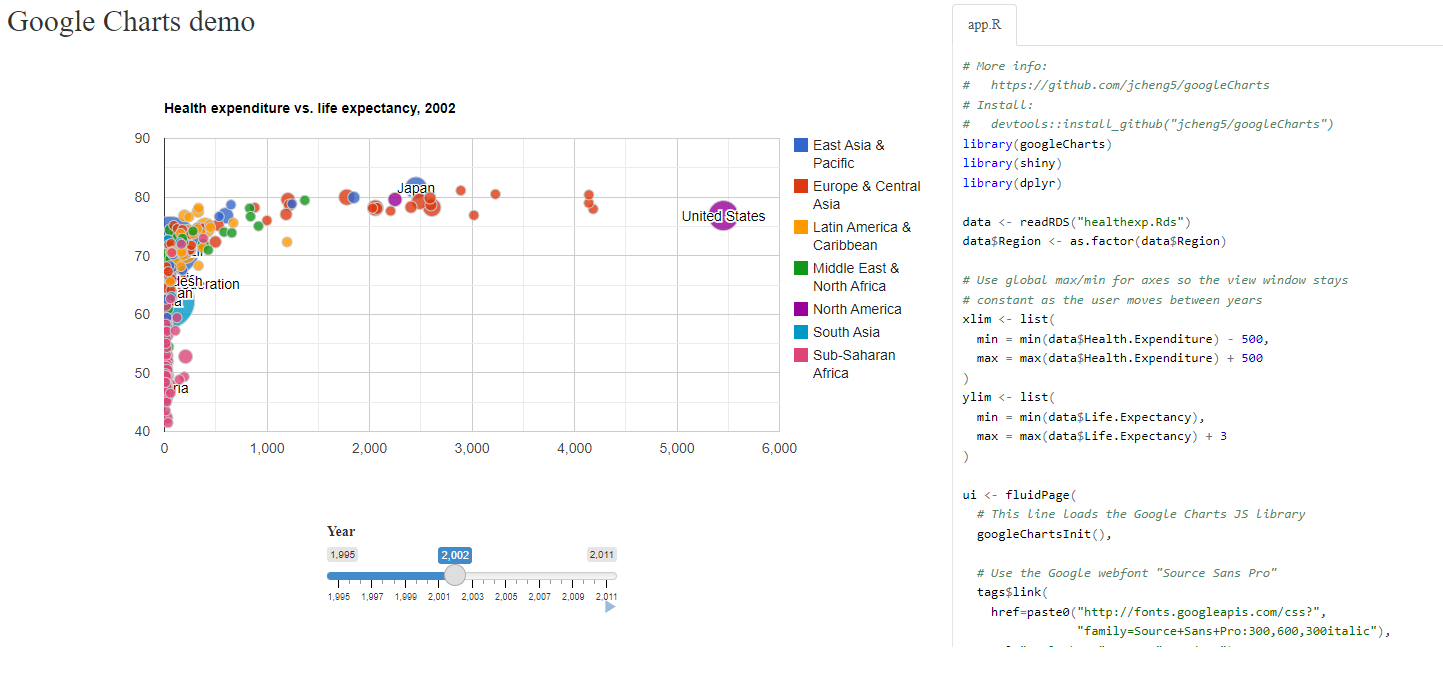 Google Charts demo
Health expenditure vs. life expectancy, 2002
90
80
70
60
50
40
0 1,000 2,000 3,000 4,000 5,000 6,000
Japan
United States
ria
East Asia &
Pacific
Europe & Central
Asia
Latin America &
Caribbean
Middle East &
North Africa
North America
South Asia
Sub-Saharan
Africa
Year
1,995 2,002 2,011
1,995 1,997 1,999 2,001 2,003 2,005 2,007 2,009 2,011
app.R
# More info:
#   https://github.com/jcheng5/googleCharts
# Install:
#   devtools::install_github("jcheng5/googleCharts")
library(googleCharts)
library(shiny)
library(dplyr)
data <- readRDS("healthexp.Rds")
data$Region <- as.factor(data$Region)
# Use global max/min for axes so the view window stays
# constant as the user moves between years
xlim <- list(
  min = min(data$Health.Expenditure) - 500,
  max = max(data$Health.Expenditure) + 500
)
ylim <- list(
  min = min(data$Life.Expectancy),
  max = max(data$Life.Expectancy) + 3
)
ui <- fluidPage(
  # This line loads the Google Charts JS library
  googleChartsInit(),
  # Use the Google webfont "Source Sans Pro"
  tags$link(
    href=paste0("http://fonts.googleapis.com/css?",
                "family=Source+Sans+Pro:300,600,300italic"),